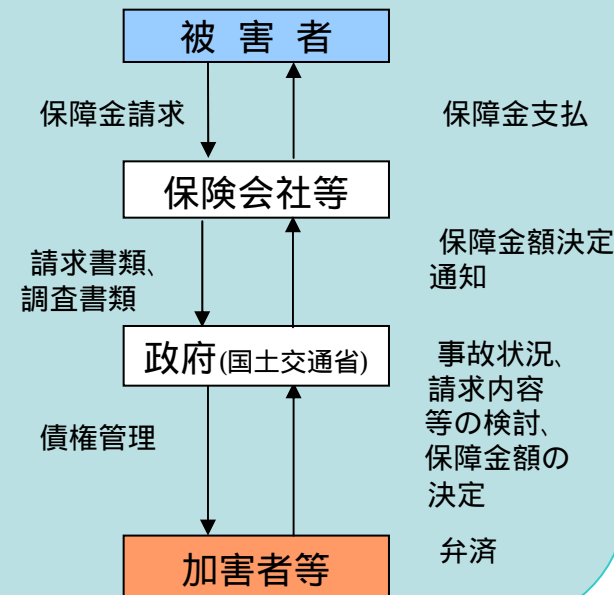 被 害 者
保障金請求
保障金支払
保険会社等
請求書類、
調査書類
保障金額決定
通知
政府(国土交通省)
事故状況、
請求内容
等の検討、
保障金額の
決定
債権管理
弁済
加害者等